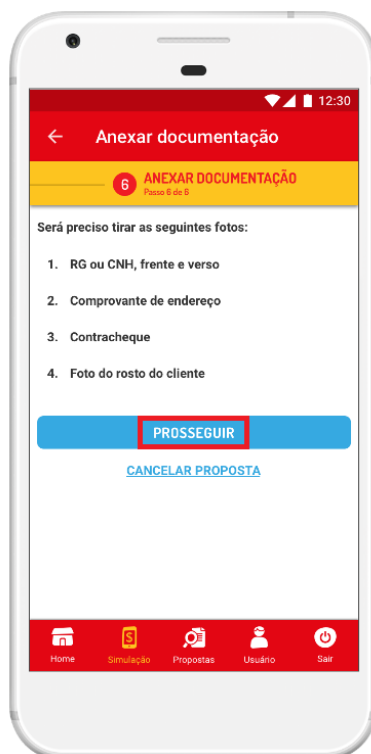 12:30
Anexar documentação
6 ANEXAR DOCUMENTAÇÃO
Passo 6 de 6
Será preciso tirar as seguintes fotos:
1. RG ou CNH, frente e verso
2. Comprovante de endereço
3. Contracheque
4. Foto do rosto do cliente
PROSSEGUIR
CANCELAR PROPOSTA
$
Home Simulação Propostas Usuário Sair